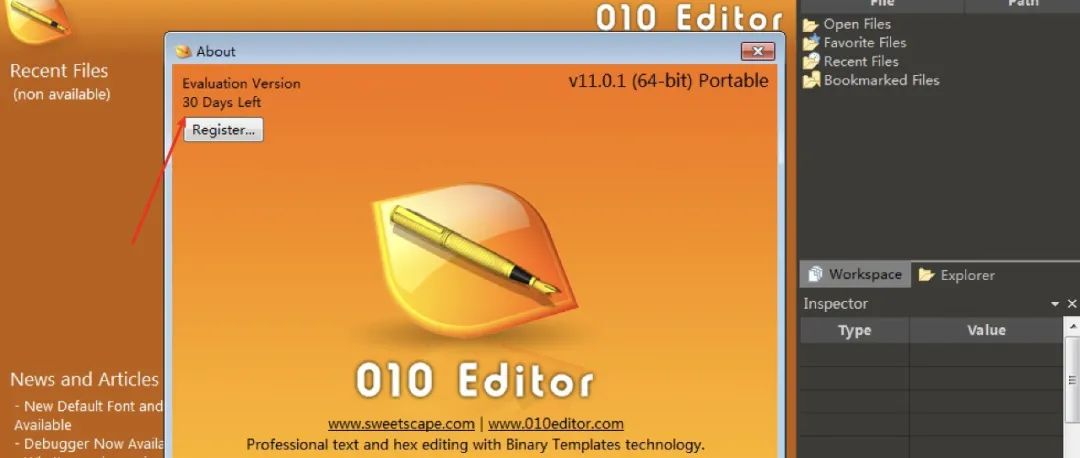 010 Editor
Recent Files
(non available)
About
Evaluation Version
30 Days Left
Register...
v11.0.1 (64-bit) Portable
010 Editor
www.sweetscape.com | www.010editor.com
Professional text and hex editing with Binary Templates technology.
News and Articles
- New Default Font and
Available
- Debugger Now Availa
File Path
Open Files
Favorite Files
Recent Files
Bookmarked Files
Workspace Explorer
Inspector
Type Value